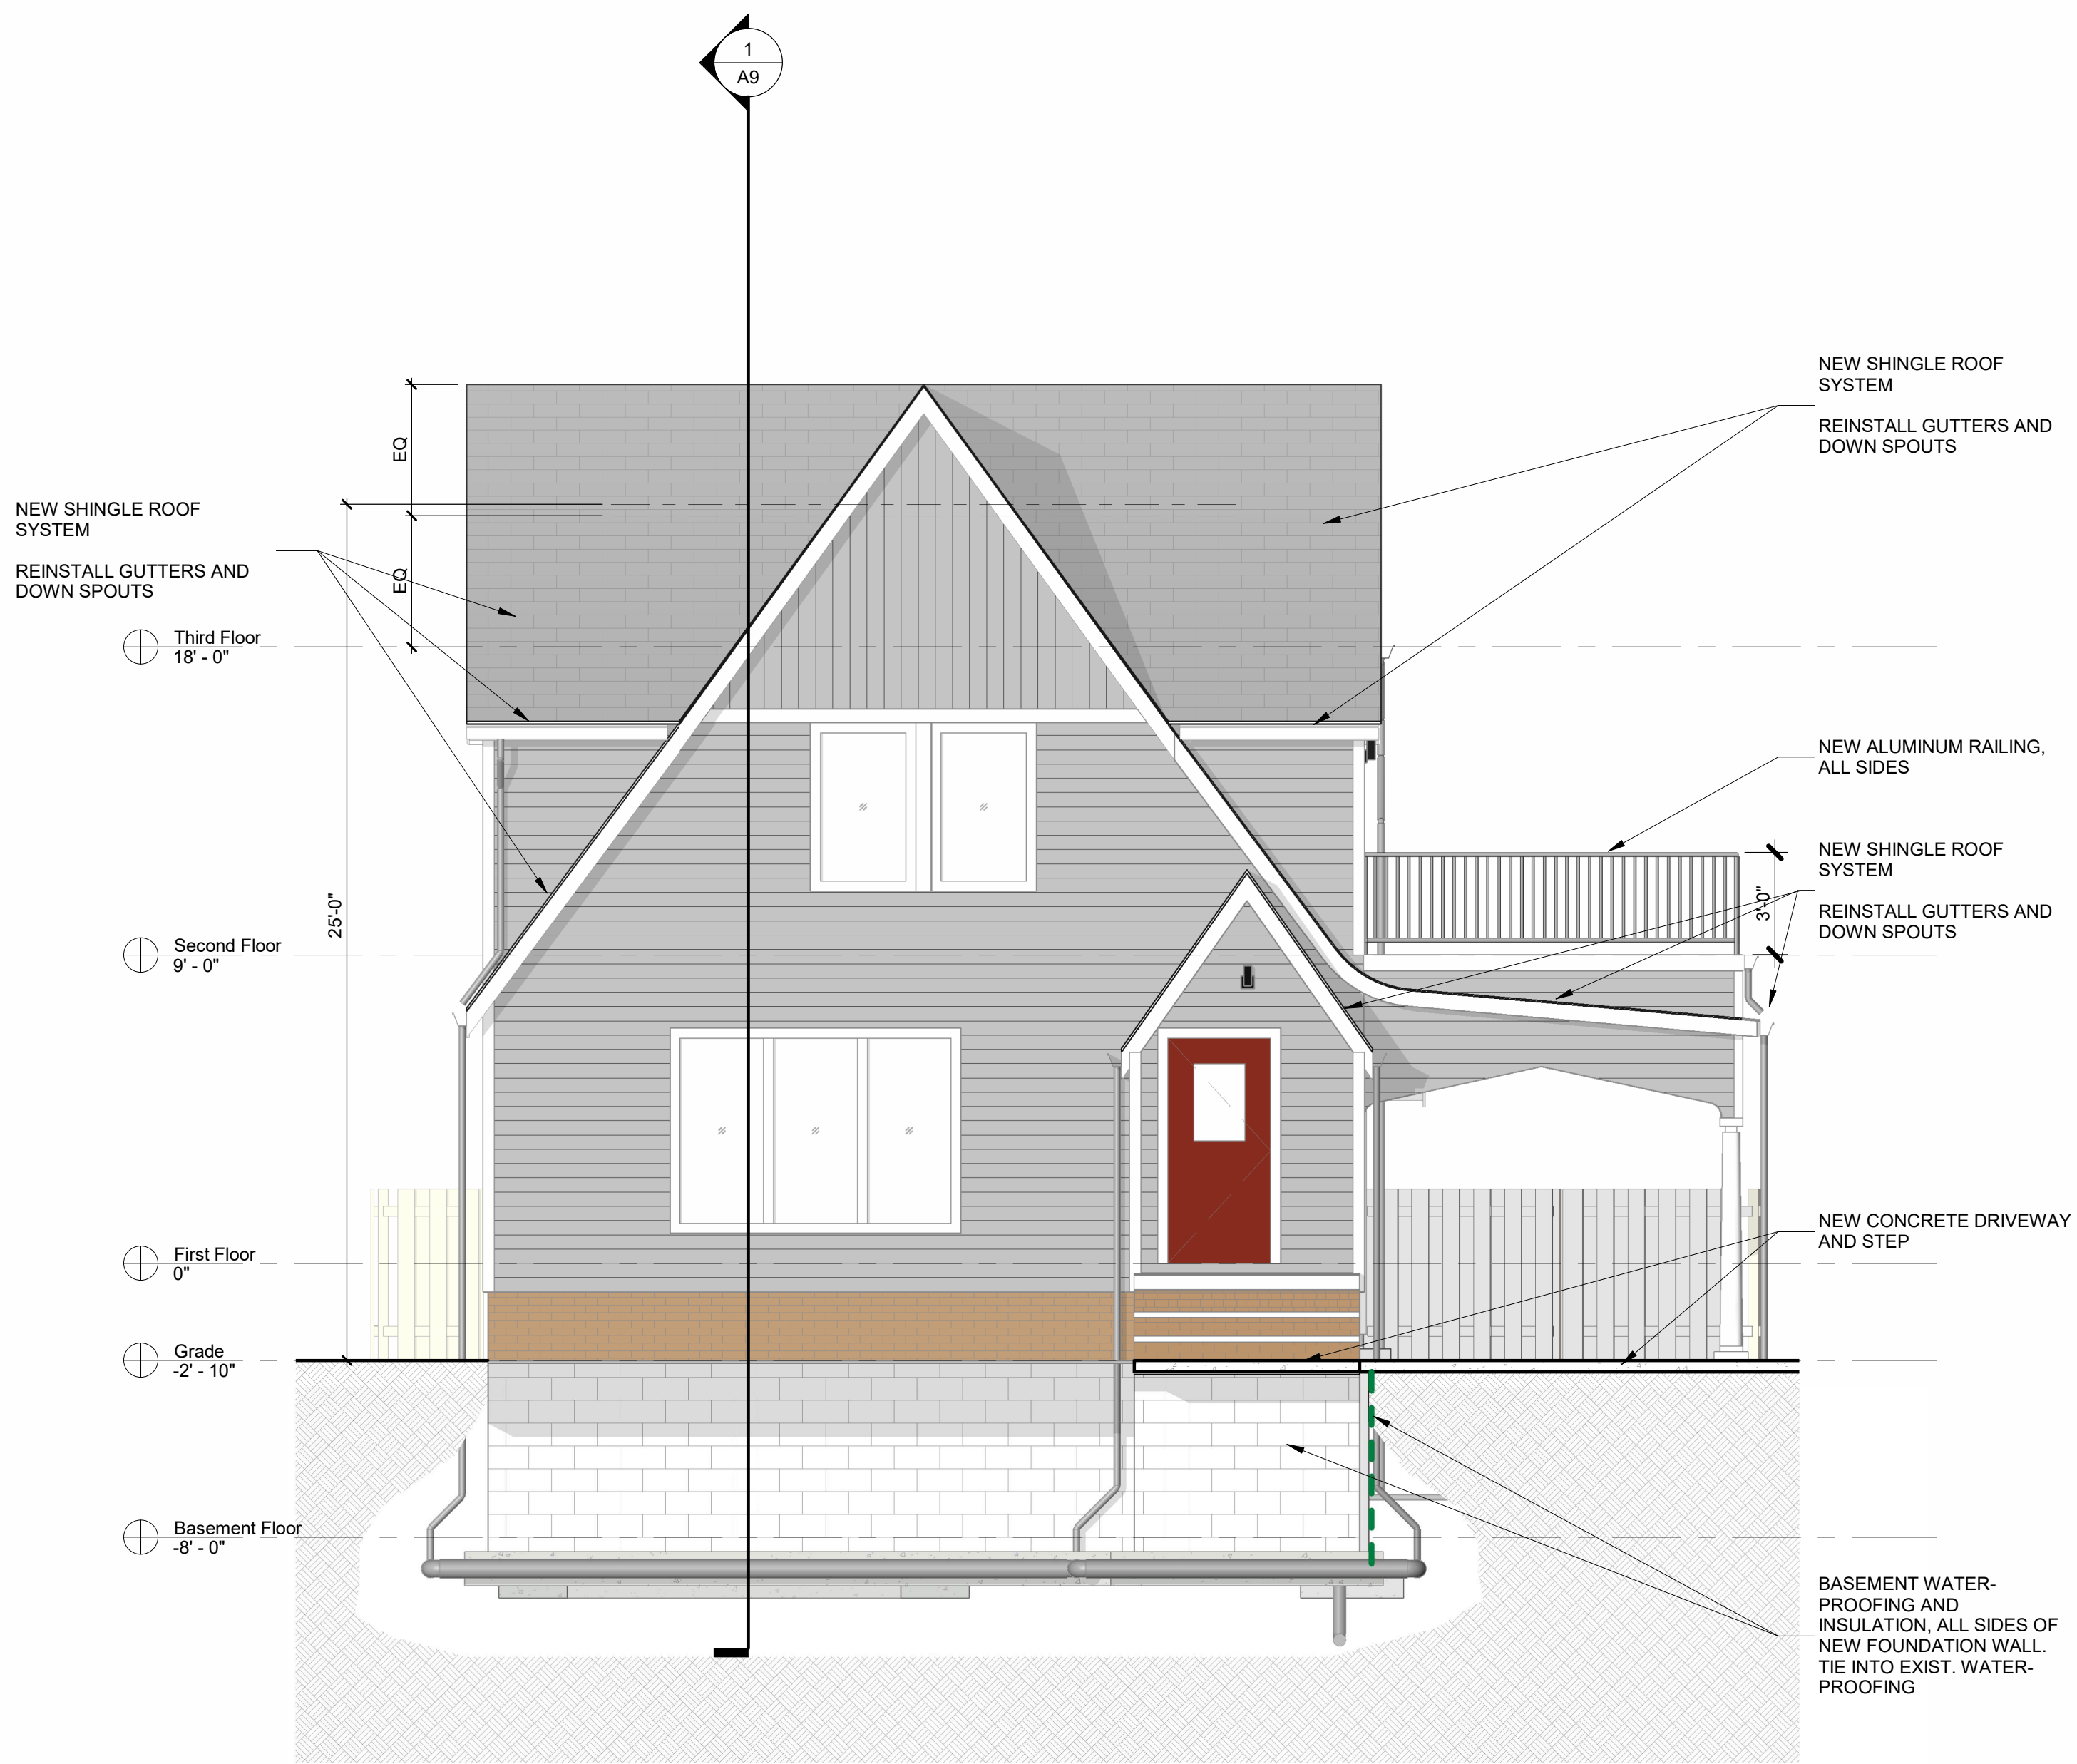 1
A9
NEW SHINGLE ROOF
SYSTEM
REINSTALL GUTTERS AND
DOWN SPOUTS
EQ
EQ
NEW SHINGLE ROOF
SYSTEM
REINSTALL GUTTERS AND
DOWN SPOUTS
Third Floor
18' - 0"
NEW ALUMINUM RAILING,
ALL SIDES
NEW SHINGLE ROOF
SYSTEM
REINSTALL GUTTERS AND
DOWN SPOUTS
3'-0"
25'-0"
Second Floor
9' - 0"
NEW CONCRETE DRIVEWAY
AND STEP
First Floor
0"
Grade
-2' - 10"
Basement Floor
-8' - 0"
BASEMENT WATER-
PROOFING AND
INSULATION, ALL SIDES OF
NEW FOUNDATION WALL.
TIE INTO EXIST. WATER-
PROOFING